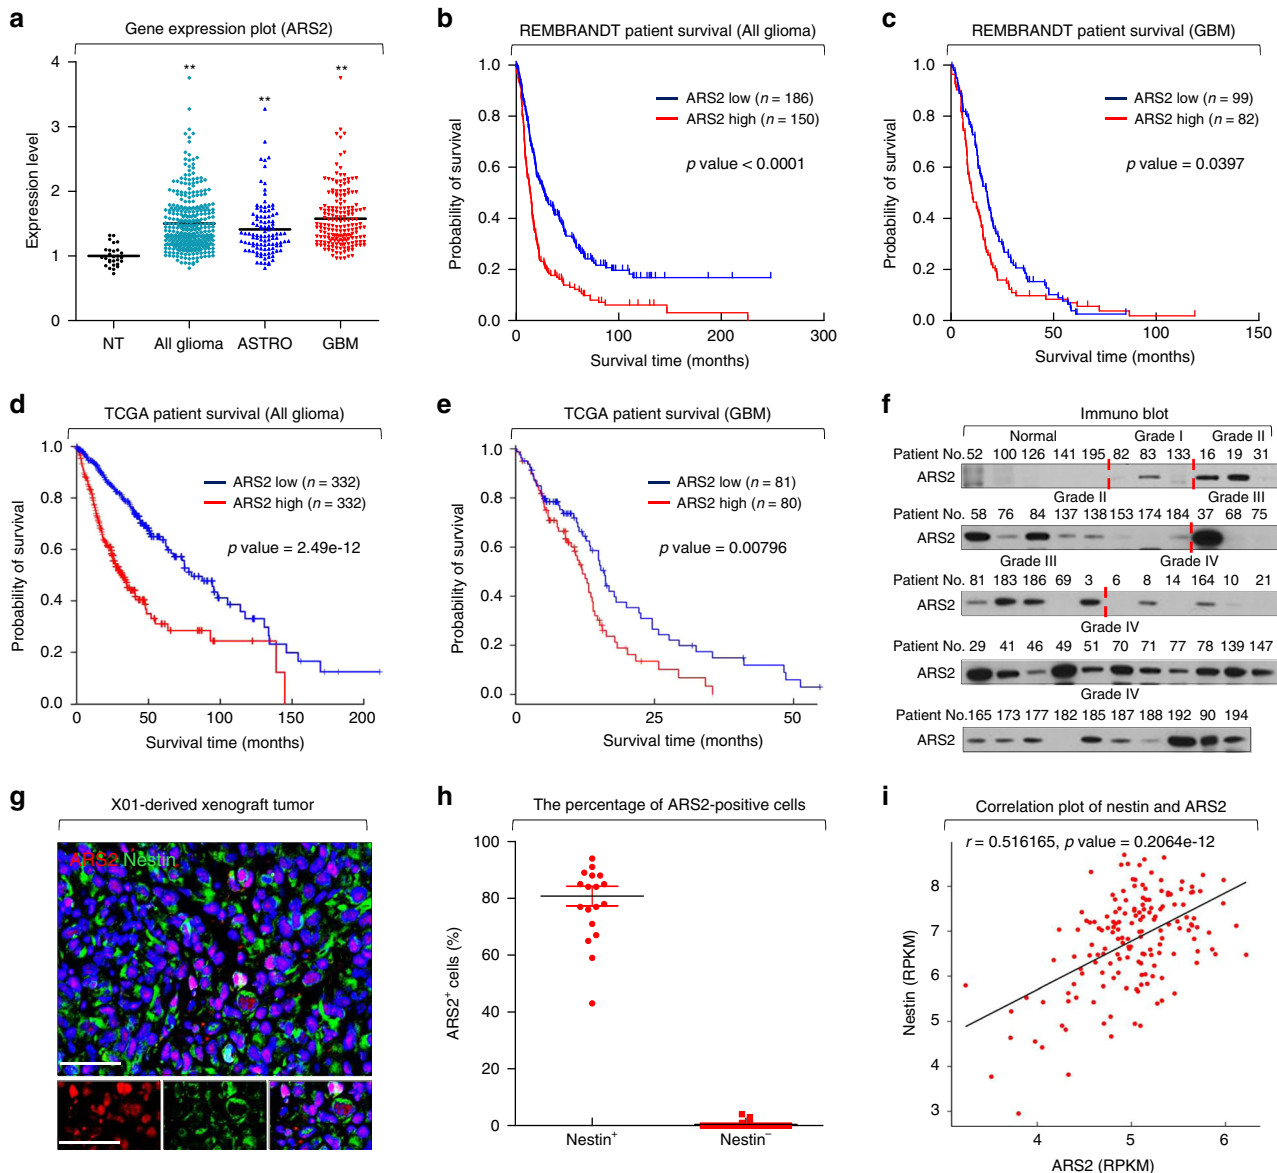 a
Gene expression plot (ARS2)
Expression level
4
3
2
1
0
**
**
**
NT
All glioma
ASTRO
GBM
b
REMBRANDT patient survival (All glioma)
Probability of survival
1.0
0.8
0.6
0.4
0.2
0.0
ARS2 low (n = 186)
ARS2 high (n = 150)
p value < 0.0001
0
100
200
300
Survival time (months)
c
REMBRANDT patient survival (GBM)
Probability of survival
1.0
0.8
0.6
0.4
0.2
0.0
ARS2 low (n = 99)
ARS2 high (n = 82)
p value = 0.0397
0
50
100
150
Survival time (months)
d
TCGA patient survival (All glioma)
Probability of survival
1.0
0.8
0.6
0.4
0.2
0.0
ARS2 low (n = 332)
ARS2 high (n = 332)
p value = 2.49e-12
0
50
100
150
200
Survival time (months)
e
TCGA patient survival (GBM)
Probability of survival
1.0
0.8
0.6
0.4
0.2
0.0
ARS2 low (n = 81)
ARS2 high (n = 80)
p value = 0.00796
0
25
50
Survival time (months)
f
Immuno blot
Normal Grade I Grade II
Patient No. 52 100 126 141 195 82 83 133 16 19 31
ARS2
Grade II Grade III
Patient No. 58 76 84 137 138 153 174 184 37 68 75
ARS2
Grade III Grade IV
Patient No. 81 183 186 69 3 6 8 14 164 10 21
ARS2
Grade IV
Patient No. 29 41 46 49 51 70 71 77 78 139 147
ARS2
Grade IV
Patient No. 165 173 177 182 185 187 188 192 90 194
ARS2
g
X01-derived xenograft tumor
ARS2 Nestin
h
The percentage of ARS2-positive cells
ARS2+ cells (%)
100
80
60
40
20
0
Nestin+
Nestin−
i
Correlation plot of nestin and ARS2
r = 0.516165, p value = 0.2064e-12
Nestin (RPKM)
8
7
6
5
4
3
4
5
6
ARS2 (RPKM)